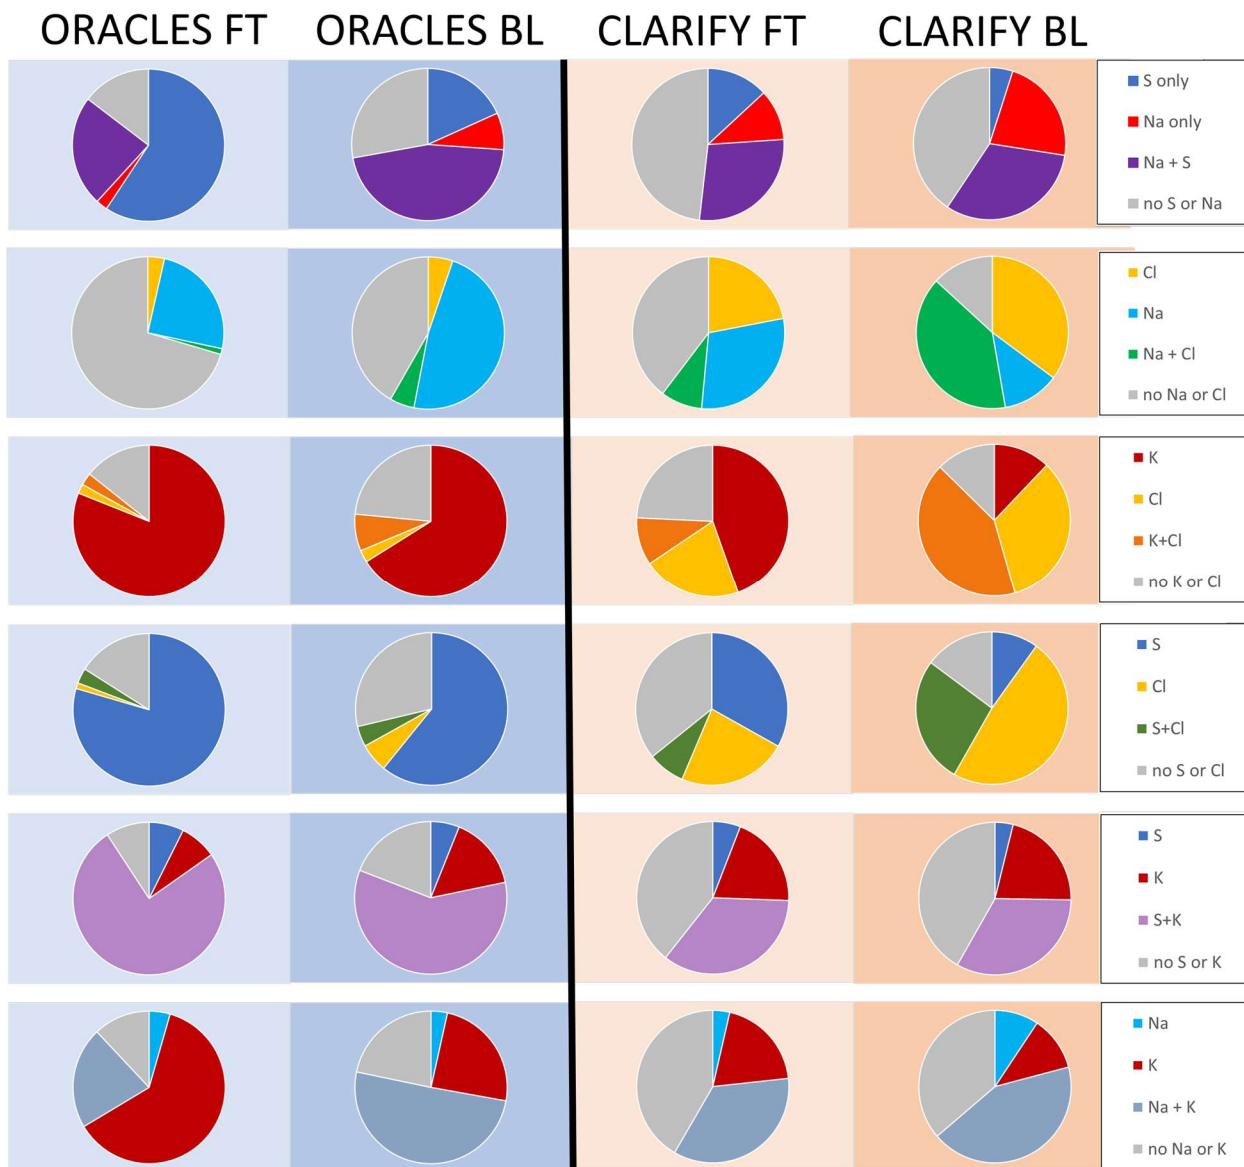 ORACLES FT ORACLES BL CLARIFY FT CLARIFY BL
S only
Na only
Na + S
no S or Na
Cl
Na
Na + Cl
no Na or Cl
K
Cl
K+Cl
no K or Cl
S
Cl
S+Cl
no S or Cl
S
K
S+K
no S or K
Na
K
Na + K
no Na or K